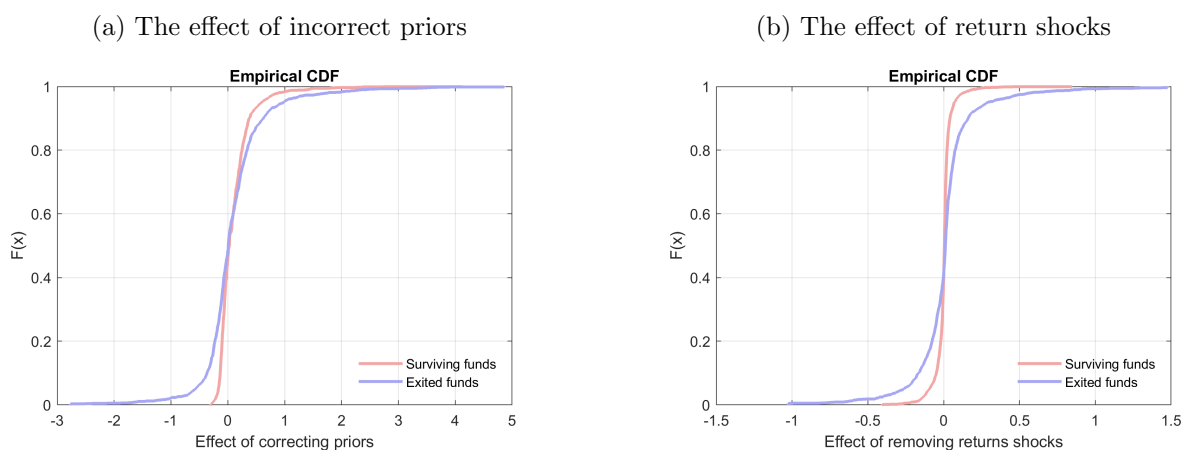 (a) The effect of incorrect priors
Empirical CDF
1
0.8
0.6
0.4
0.2
0
F(x)
-3 -2 -1 0 1 2 3 4 5
Effect of correcting priors
Surviving funds
Exited funds
(b) The effect of return shocks
Empirical CDF
1
0.8
0.6
0.4
0.2
0
F(x)
-1.5 -1 -0.5 0 0.5 1 1.5
Effect of removing returns shocks
Surviving funds
Exited funds